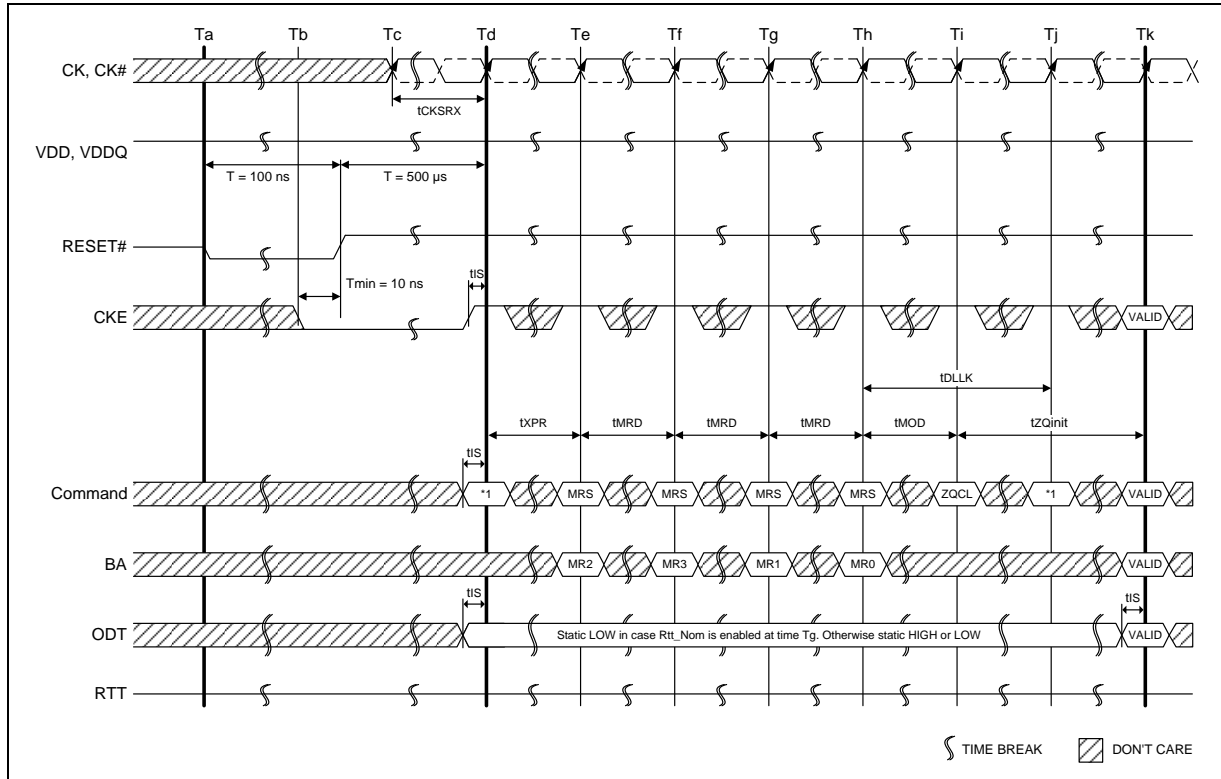 Ta Tb Tc Td Te Tf Tg Th Ti Tj Tk
CK, CK#
tCKSRX
VDD, VDDQ
T = 100 ns T = 500 µs
RESET#
Tmin = 10 ns tIS
CKE VALID
tDLLK
tXPR tMRD tMRD tMRD tMOD tZQinit
tIS
Command *1 MRS MRS MRS MRS ZQCL *1 VALID
BA MR2 MR3 MR1 MR0 VALID
tIS tIS
ODT Static LOW in case Rtt_Nom is enabled at time Tg. Otherwise static HIGH or LOW VALID
RTT
TIME BREAK DON'T CARE